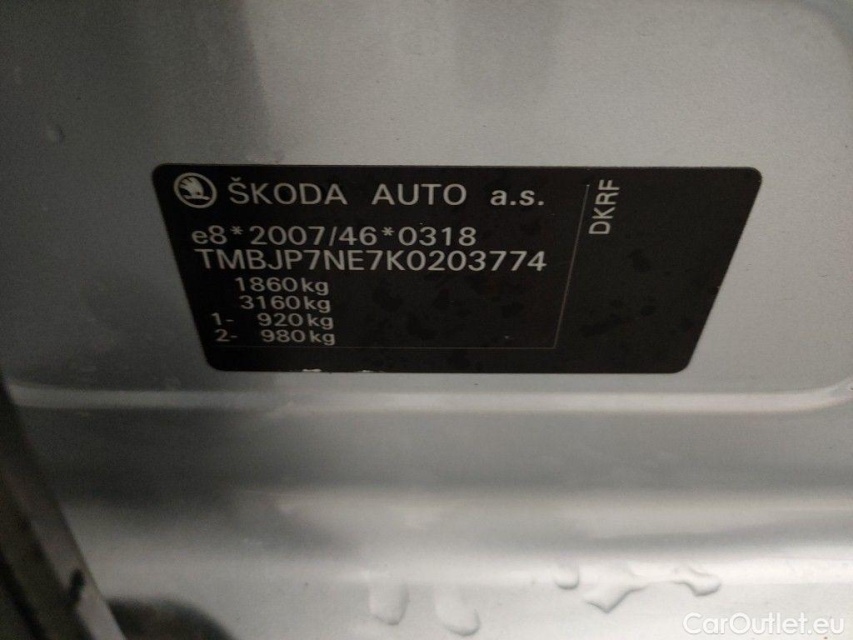 ŠKODA AUTO a.s.
DKRF
e8*2007/46*0318
TMBJP7NE7K0203774
1860kg
3160kg
1- 920kg
2- 980kg
CarOutlet.eu